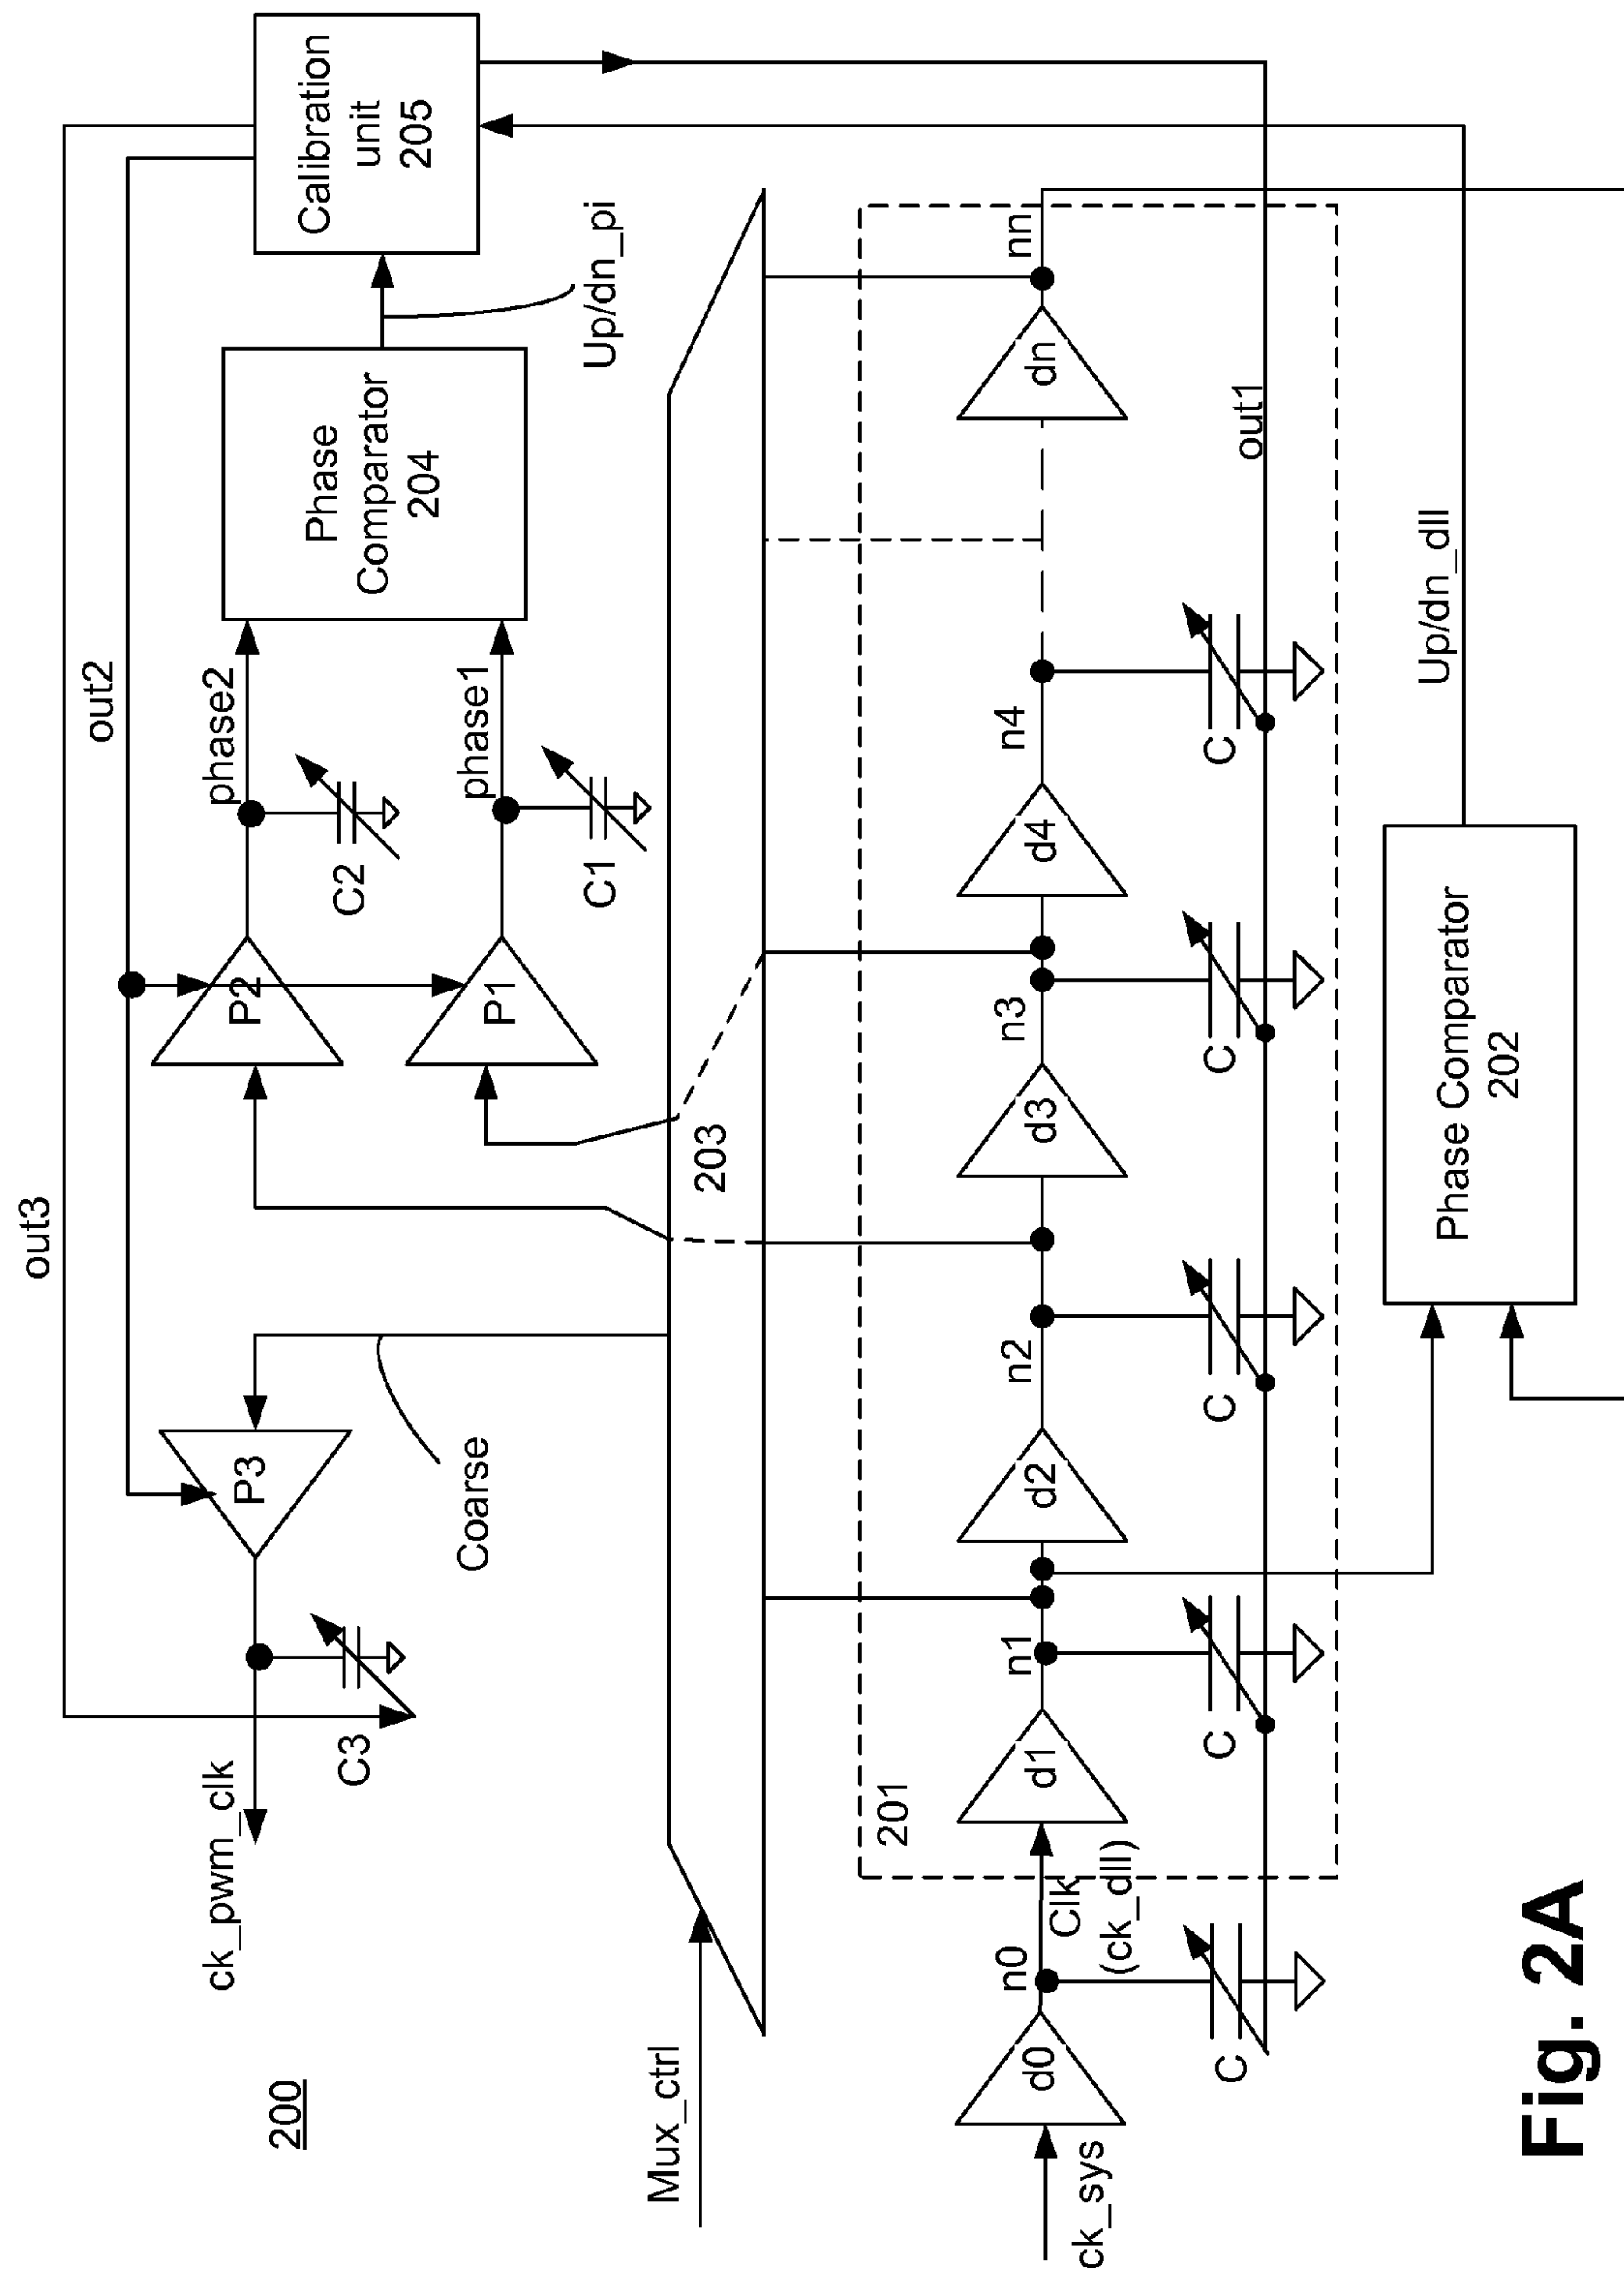 200
out3
out2
ck_pwm_clk
C3
P3
Coarse
P2
P1
C2
C1
phase2
phase1
Phase
Comparator
204
Up/dn_pi
Calibration
unit
205
Mux_ctrl
203
201
ck_sys
d0
n0
Clk
(ck_dll)
d1
n1
d2
n2
d3
n3
d4
n4
dn
nn
C
C
C
C
C
out1
Phase Comparator
202
Up/dn_dll
Fig. 2A